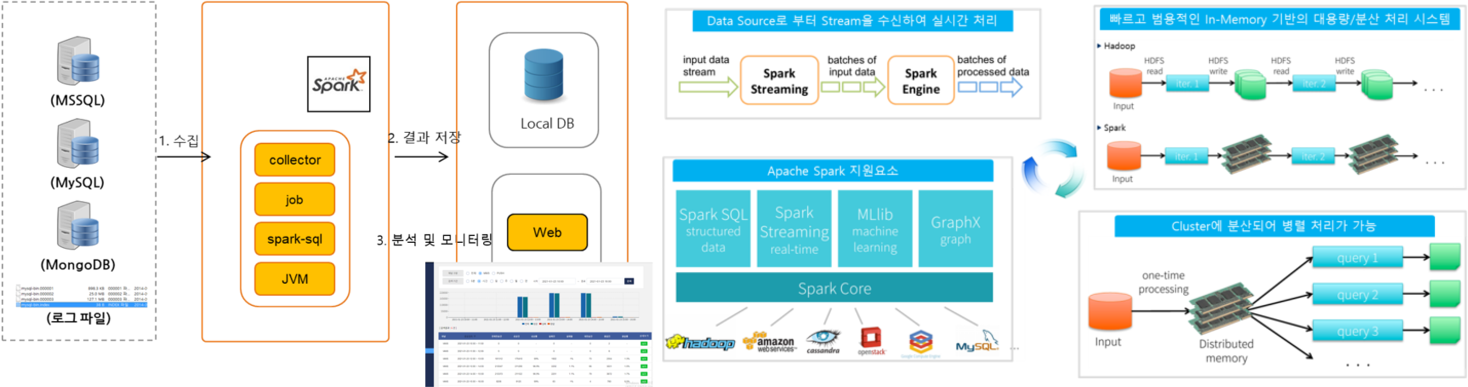 (MSSQL)
(MySQL)
(MongoDB)
(로그 파일)
1. 수집
APACHE
Spark
collector
job
spark-sql
JVM
2. 결과 저장
3. 분석 및 모니터링
Local DB
Web
Data Source로 부터 Stream을 수신하여 실시간 처리
input data
stream
Spark
Streaming
batches of
input data
Spark
Engine
batches of
processed data
Apache Spark 지원요소
Spark SQL
structured
data
Spark
Streaming
real-time
MLlib
machine
learning
GraphX
graph
Spark Core
hadoop
amazon
webservices™
cassandra
openstack
Google Compute Engine
MySQL
...
빠르고 범용적인 In-Memory 기반의 대용량/분산 처리 시스템
Hadoop
HDFS
read
HDFS
write
HDFS
read
HDFS
write
Input
iter. 1
iter. 2
. . .
Spark
Input
iter. 1
iter. 2
. . .
Cluster에 분산되어 병렬 처리가 가능
one-time
processing
Input
Distributed
memory
query 1
query 2
query 3
. . .